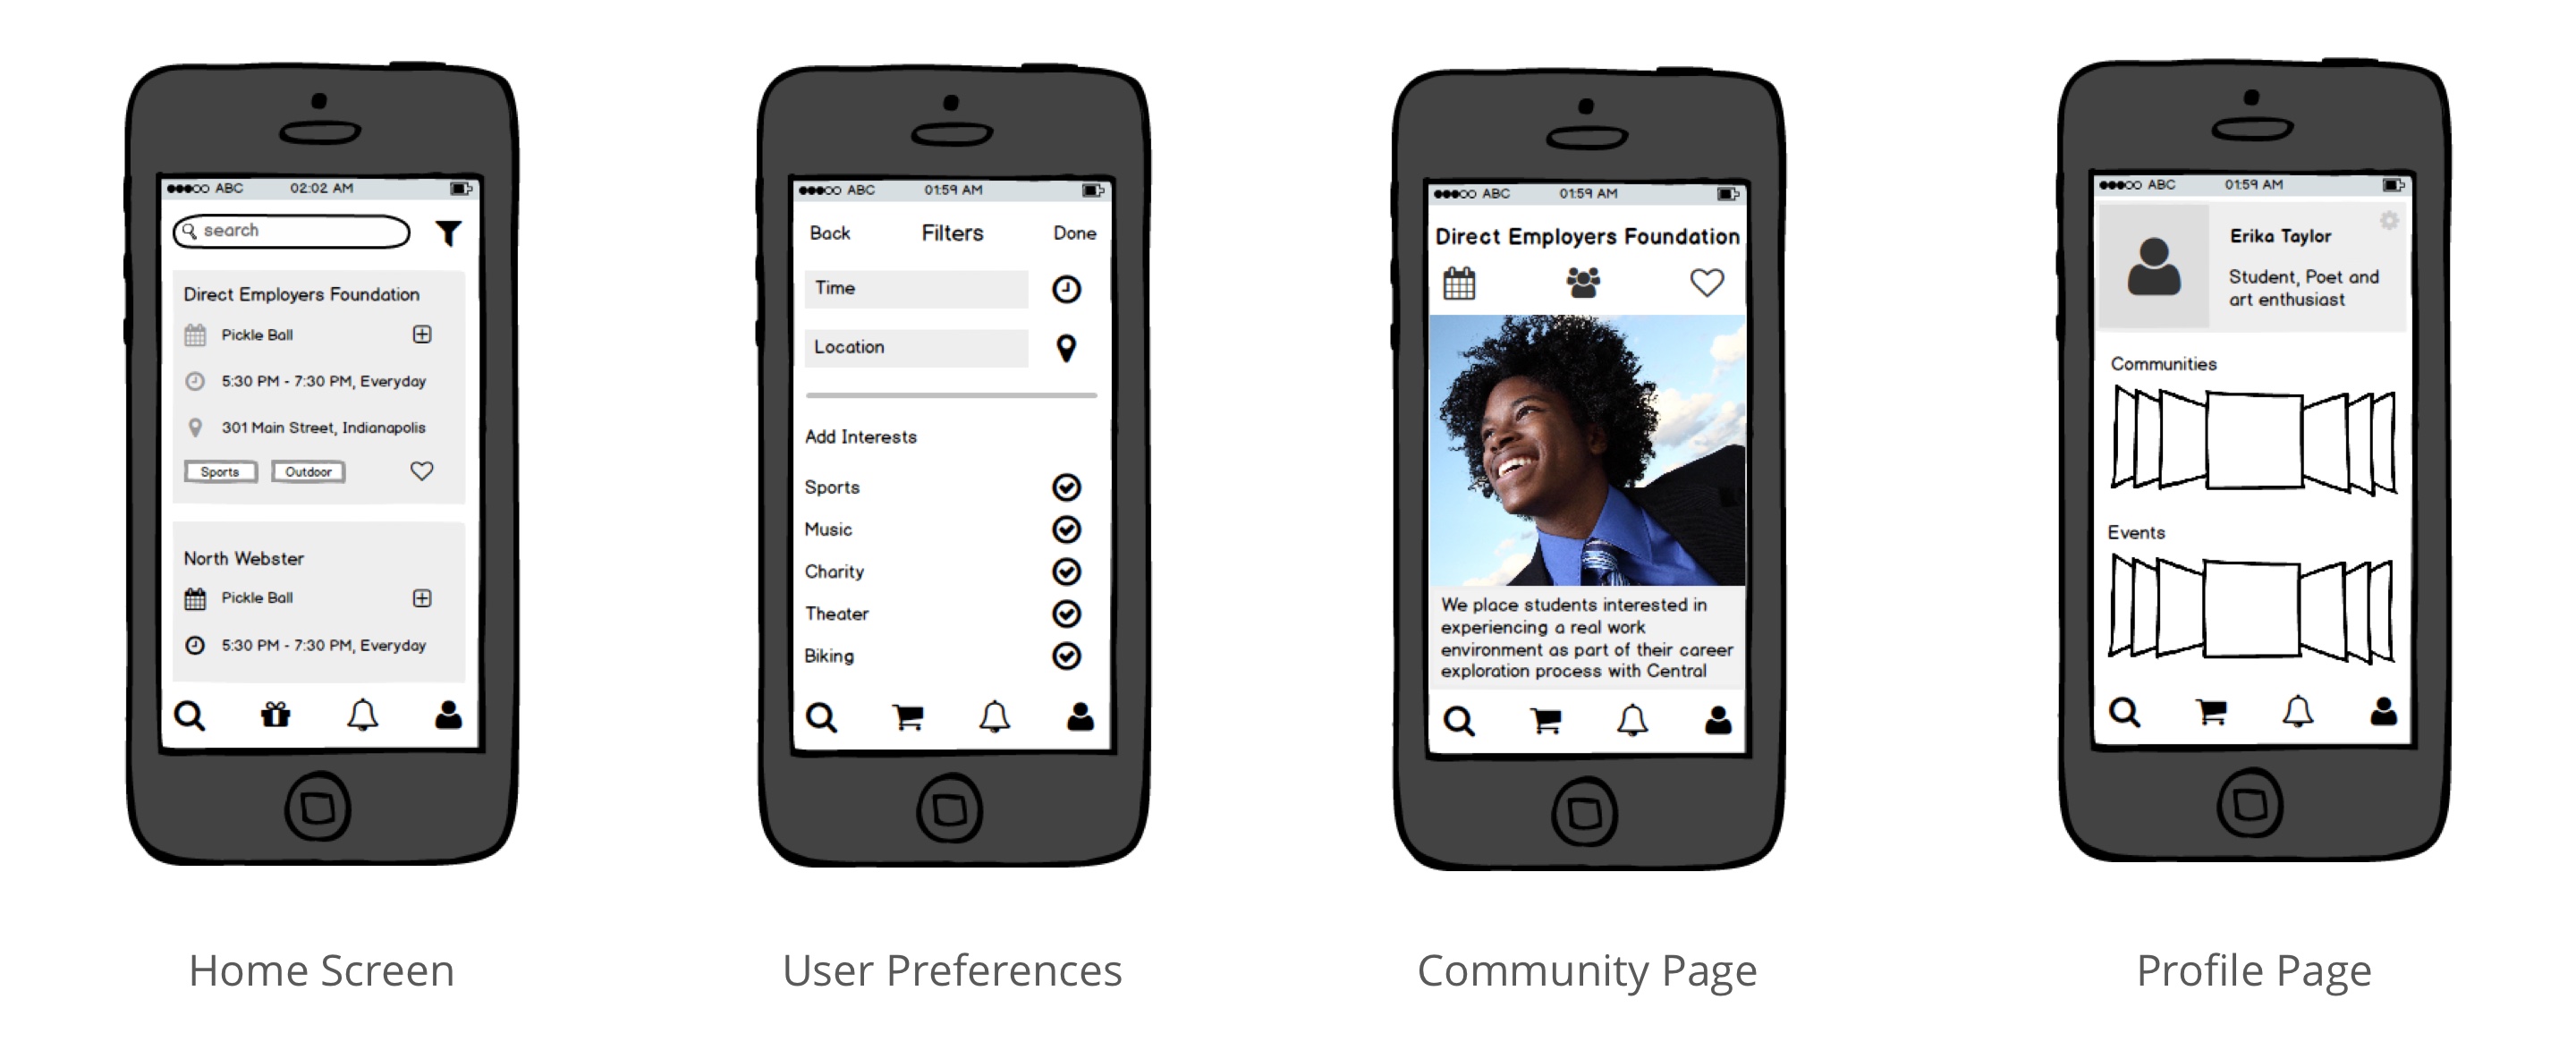 ABC 02:02 AM
search
Direct Employers Foundation
Pickle Ball
5:30 PM - 7:30 PM, Everyday
301 Main Street, Indianapolis
Sports Outdoor
North Webster
Pickle Ball
5:30 PM - 7:30 PM, Everyday
Home Screen
ABC 01:59 AM
Back Filters Done
Time
Location
Add Interests
Sports
Music
Charity
Theater
Biking
User Preferences
ABC 01:59 AM
Direct Employers Foundation
We place students interested in
experiencing a real work
environment as part of their career
exploration process with Central
Community Page
ABC 01:59 AM
Erika Taylor
Student, Poet and
art enthusiast
Communities
Events
Profile Page